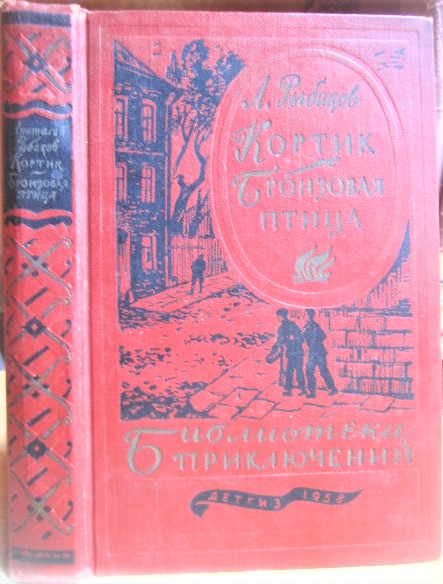 Анатолий
Рыбаков
Кортик
Бронзовая
птица
А. Рыбаков
Кортик
Бронзовая
птица
Библиотека
приключений
Детгиз 1958